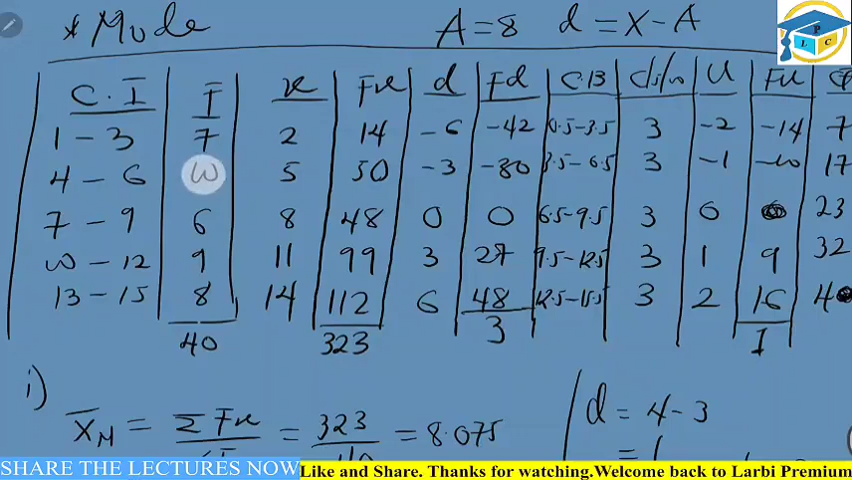 * Mode A = 8 d = X - A
P
L C
C.I F x Fx d Fd C.B C/s/w U FU CF
1 - 3 7 2 14 -6 -42 0.5-3.5 3 -2 -14 7
4 - 6 10 5 50 -3 -30 3.5-6.5 3 -1 -10 17
7 - 9 6 8 48 0 0 6.5-9.5 3 0 0 23
10 - 12 9 11 99 3 27 9.5-12.5 3 1 9 32
13 - 15 8 14 112 6 48 12.5-15.5 3 2 16 40
40 323 3 1
i)
X̄M = ΣFx = 323 = 8.075
d = 4 - 3
= 1
SHARE THE LECTURES NOW Like and Share. Thanks for watching.Welcome back to Larbi Premium